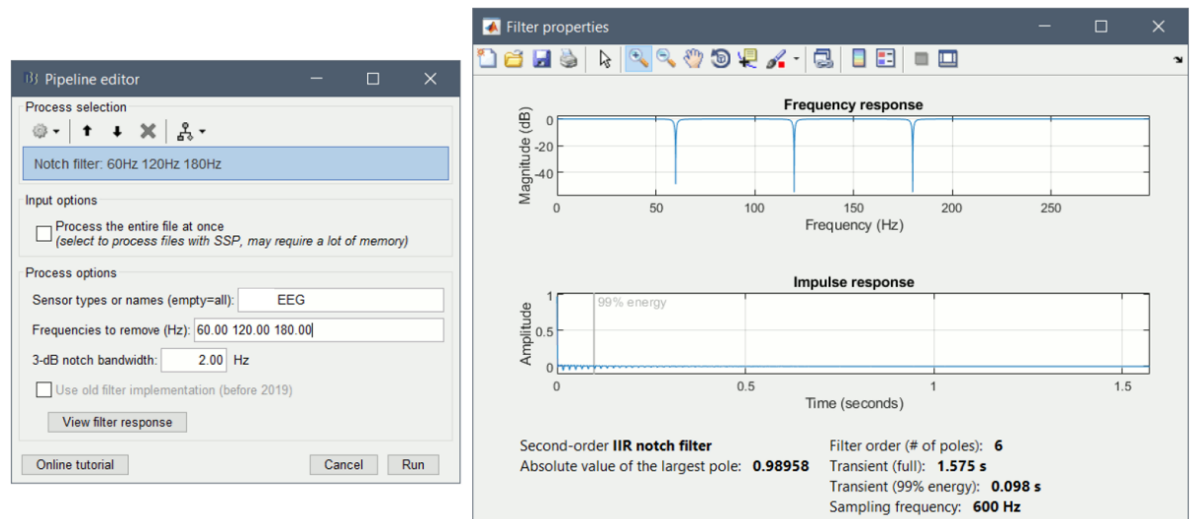 Pipeline editor
Process selection
Notch filter: 60Hz 120Hz 180Hz
Input options
Process the entire file at once
(select to process files with SSP, may require a lot of memory)
Process options
Sensor types or names (empty=all): EEG
Frequencies to remove (Hz): 60.00 120.00 180.00
3-dB notch bandwidth: 2.00 Hz
Use old filter implementation (before 2019)
View filter response
Online tutorial Cancel Run
Filter properties
Frequency response
Magnitude (dB)
0
-20
-40
0 50 100 150 200 250
Frequency (Hz)
Impulse response
Amplitude
1
99% energy
0.5
0
0 0.5 1 1.5
Time (seconds)
Second-order IIR notch filter
Absolute value of the largest pole: 0.98958
Filter order (# of poles): 6
Transient (full): 1.575 s
Transient (99% energy): 0.098 s
Sampling frequency: 600 Hz